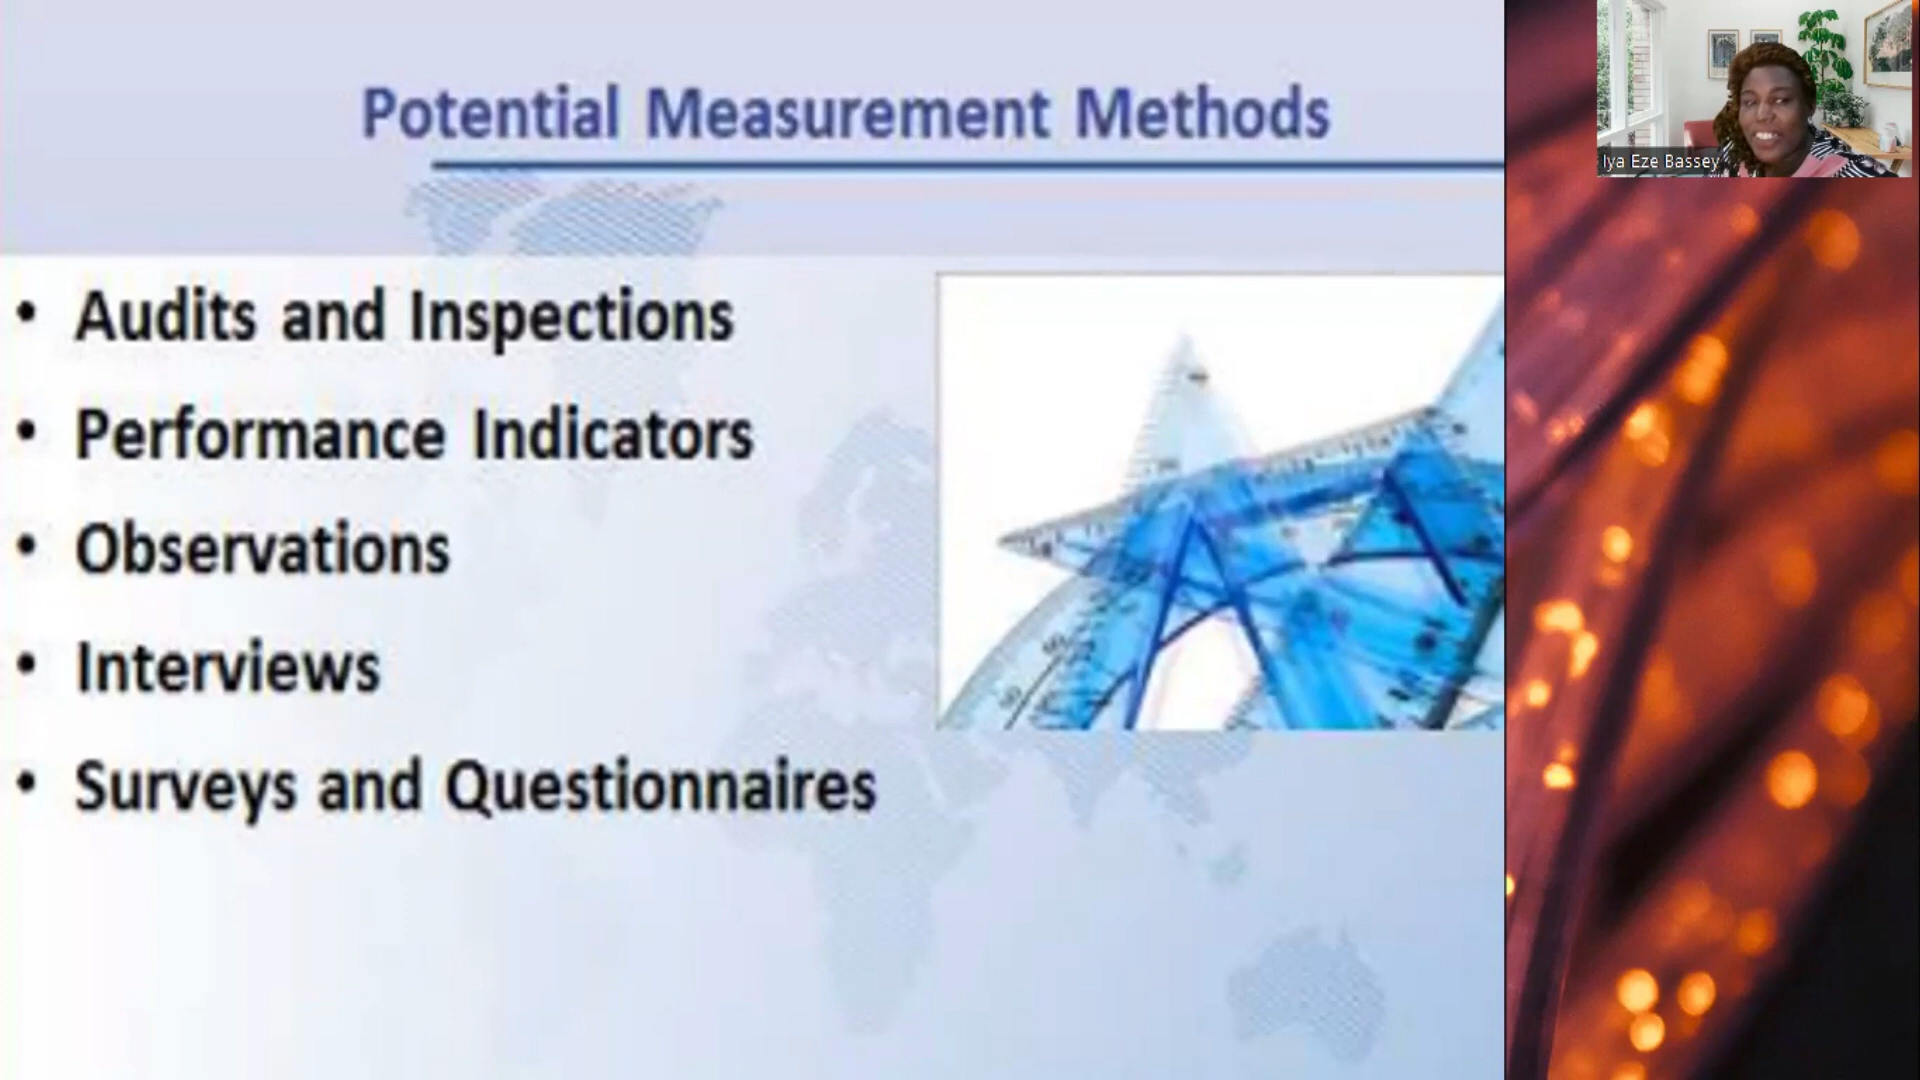 Potential Measurement Methods
• Audits and Inspections
• Performance Indicators
• Observations
• Interviews
• Surveys and Questionnaires
Iya Eze Bassey